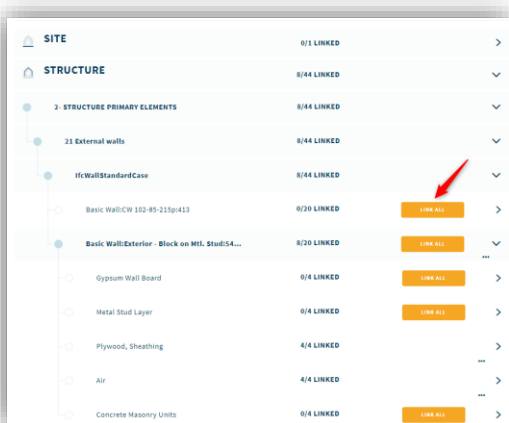 SITE 0/1 LINKED
STRUCTURE 8/44 LINKED
2- STRUCTURE PRIMARY ELEMENTS 8/44 LINKED
21 External walls 8/44 LINKED
IfcWallStandardCase 8/44 LINKED
Basic Wall:CW 102-85-215p:413 0/20 LINKED LINK ALL
Basic Wall:Exterior - Block on Mtl. Stud:54... 8/20 LINKED LINK ALL
...
Gypsum Wall Board 0/4 LINKED LINK ALL
Metal Stud Layer 0/4 LINKED LINK ALL
Plywood, Sheathing 4/4 LINKED
...
Air 4/4 LINKED
...
Concrete Masonry Units 0/4 LINKED LINK ALL